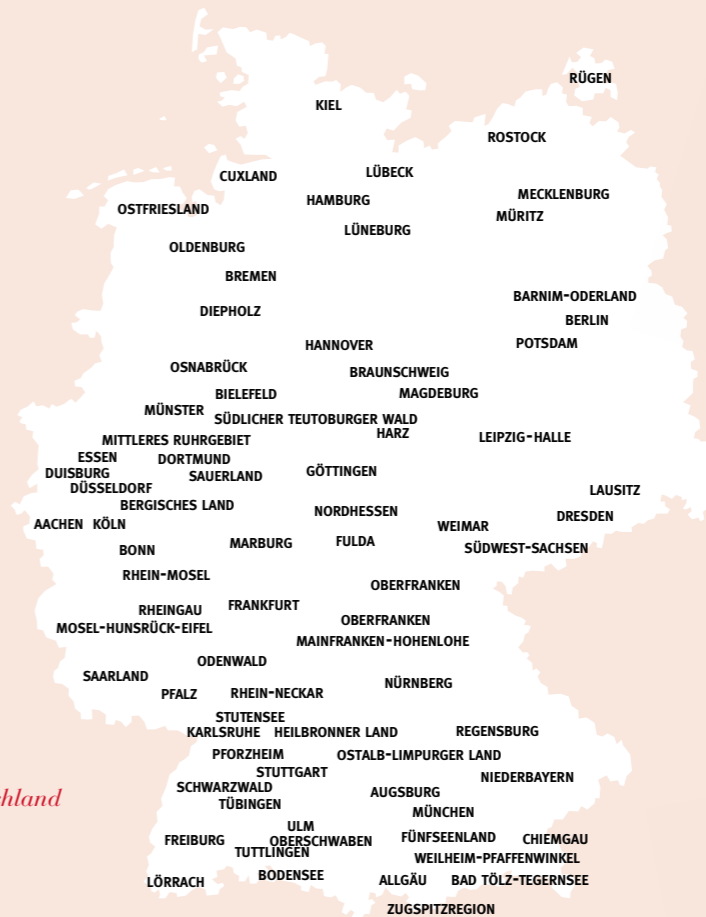 RÜGEN
KIEL
ROSTOCK
LÜBECK
CUXLAND
MECKLENBURG
HAMBURG
OSTFRIESLAND
MÜRITZ
LÜNEBURG
OLDENBURG
BREMEN
BARNIM-ODERLAND
DIEPHOLZ
BERLIN
HANNOVER
POTSDAM
OSNABRÜCK
BRAUNSCHWEIG
BIELEFELD
MAGDEBURG
MÜNSTER
SÜDLICHER TEUTOBURGER WALD
HARZ
LEIPZIG-HALLE
MITTLERES RUHRGEBIET
ESSEN
DORTMUND
DUISBURG
SAUERLAND
GÖTTINGEN
DÜSSELDORF
LAUSITZ
BERGISCHES LAND
NORDHESSEN
DRESDEN
AACHEN
KÖLN
WEIMAR
BONN
MARBURG
FULDA
SÜDWEST-SACHSEN
RHEIN-MOSEL
OBERFRANKEN
RHEINGAU
FRANKFURT
OBERFRANKEN
MOSEL-HUNSRÜCK-EIFEL
MAINFRANKEN-HOHENLOHE
ODENWALD
SAARLAND
NÜRNBERG
PFALZ
RHEIN-NECKAR
STUTENSEE
KARLSRUHE
HEILBRONNER LAND
REGENSBURG
PFORZHEIM
OSTALB-LIMPURGER LAND
STUTTGART
NIEDERBAYERN
SCHWARZWALD
AUGSBURG
hland
TÜBINGEN
MÜNCHEN
ULM
FREIBURG
OBERSCHWABEN
FÜNFSEENLAND
CHIEMGAU
TUTTLINGEN
WEILHEIM-PFAFFENWINKEL
BODENSEE
LÖRRACH
ALLGÄU
BAD TÖLZ-TEGERNSEE
ZUGSPITZREGION